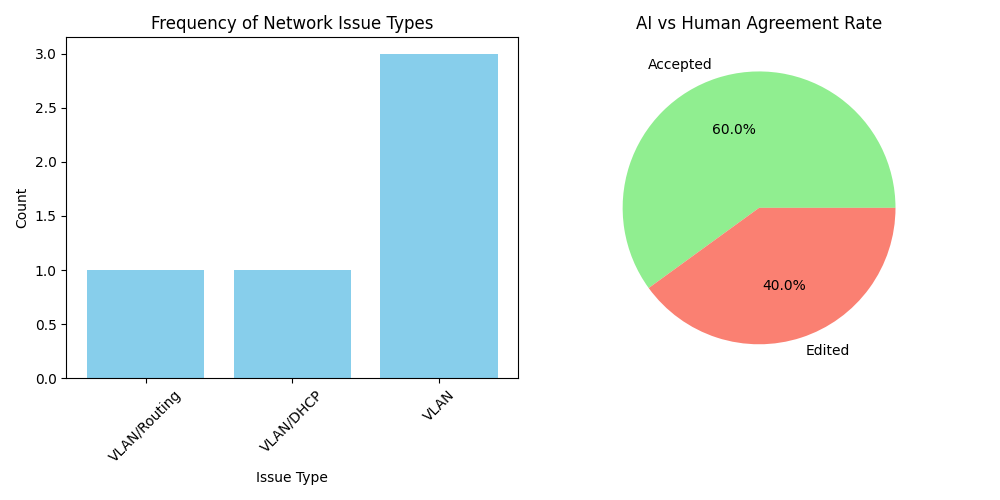 Frequency of Network Issue Types
3.0
2.5
2.0
1.5
1.0
0.5
0.0
Count
VLAN/Routing
VLAN/DHCP
VLAN
Issue Type
AI vs Human Agreement Rate
Accepted
60.0%
40.0%
Edited